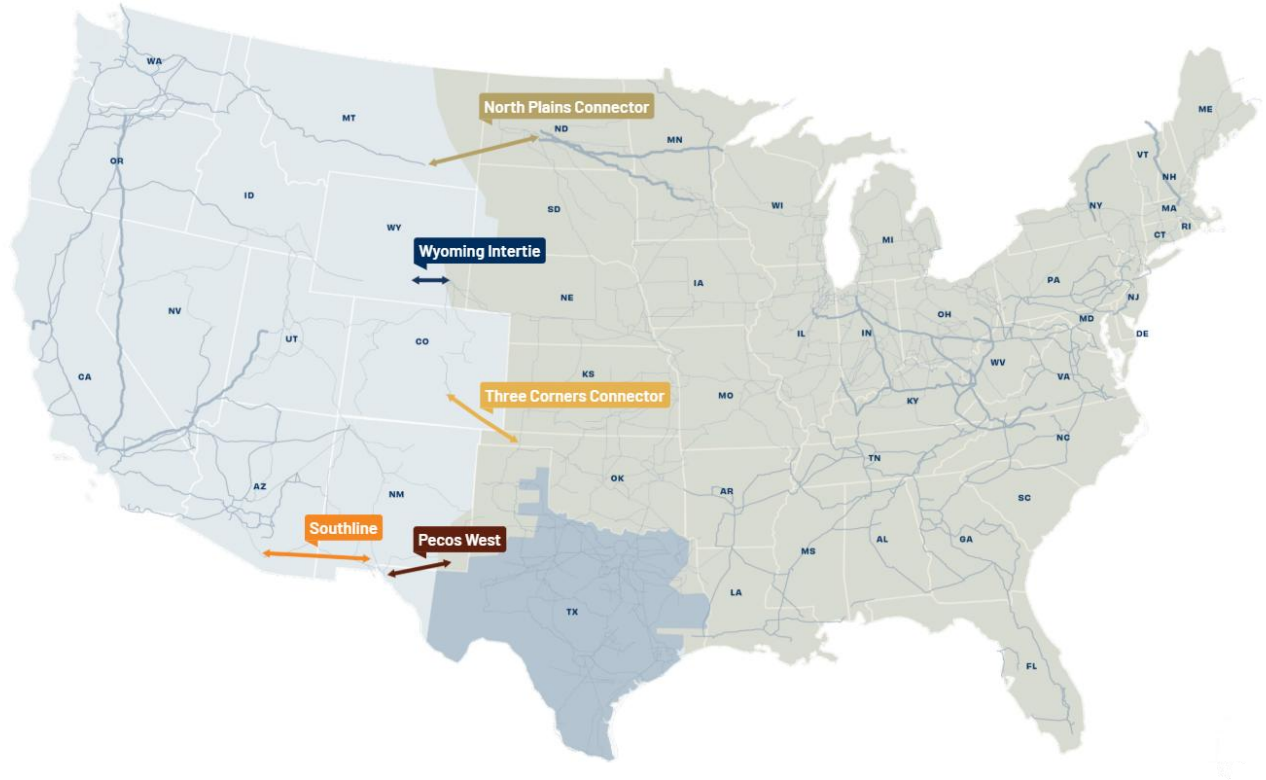 WA
MT
North Plains Connector
ND
MN
ME
OR
ID
WY
SD
WI
MI
VT
NH
NY
MA
CT
RI
Wyoming Intertie
NV
UT
CO
NE
IA
IL
IN
OH
PA
NJ
MD
DE
CA
KS
Three Corners Connector
MO
WV
VA
KY
NC
TN
AZ
NM
OK
AR
SC
Southline
Pecos West
MS
AL
GA
LA
TX
FL